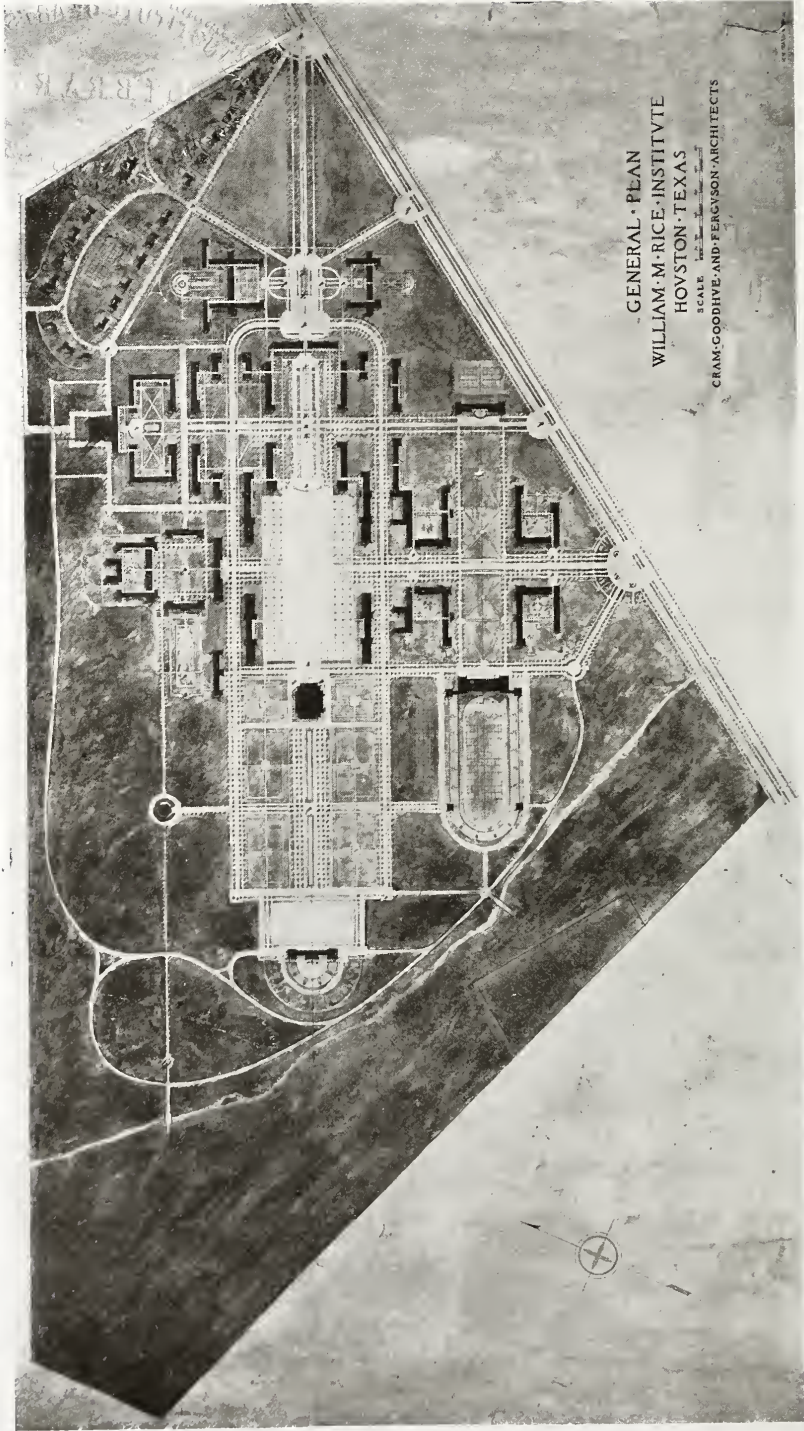 GENERAL · PLAN
WILLIAM · M · RICE · INSTITVTE
HOVSTON · TEXAS
SCALE
CRAM · GOODHVE · AND · FERGVSON · ARCHITECTS